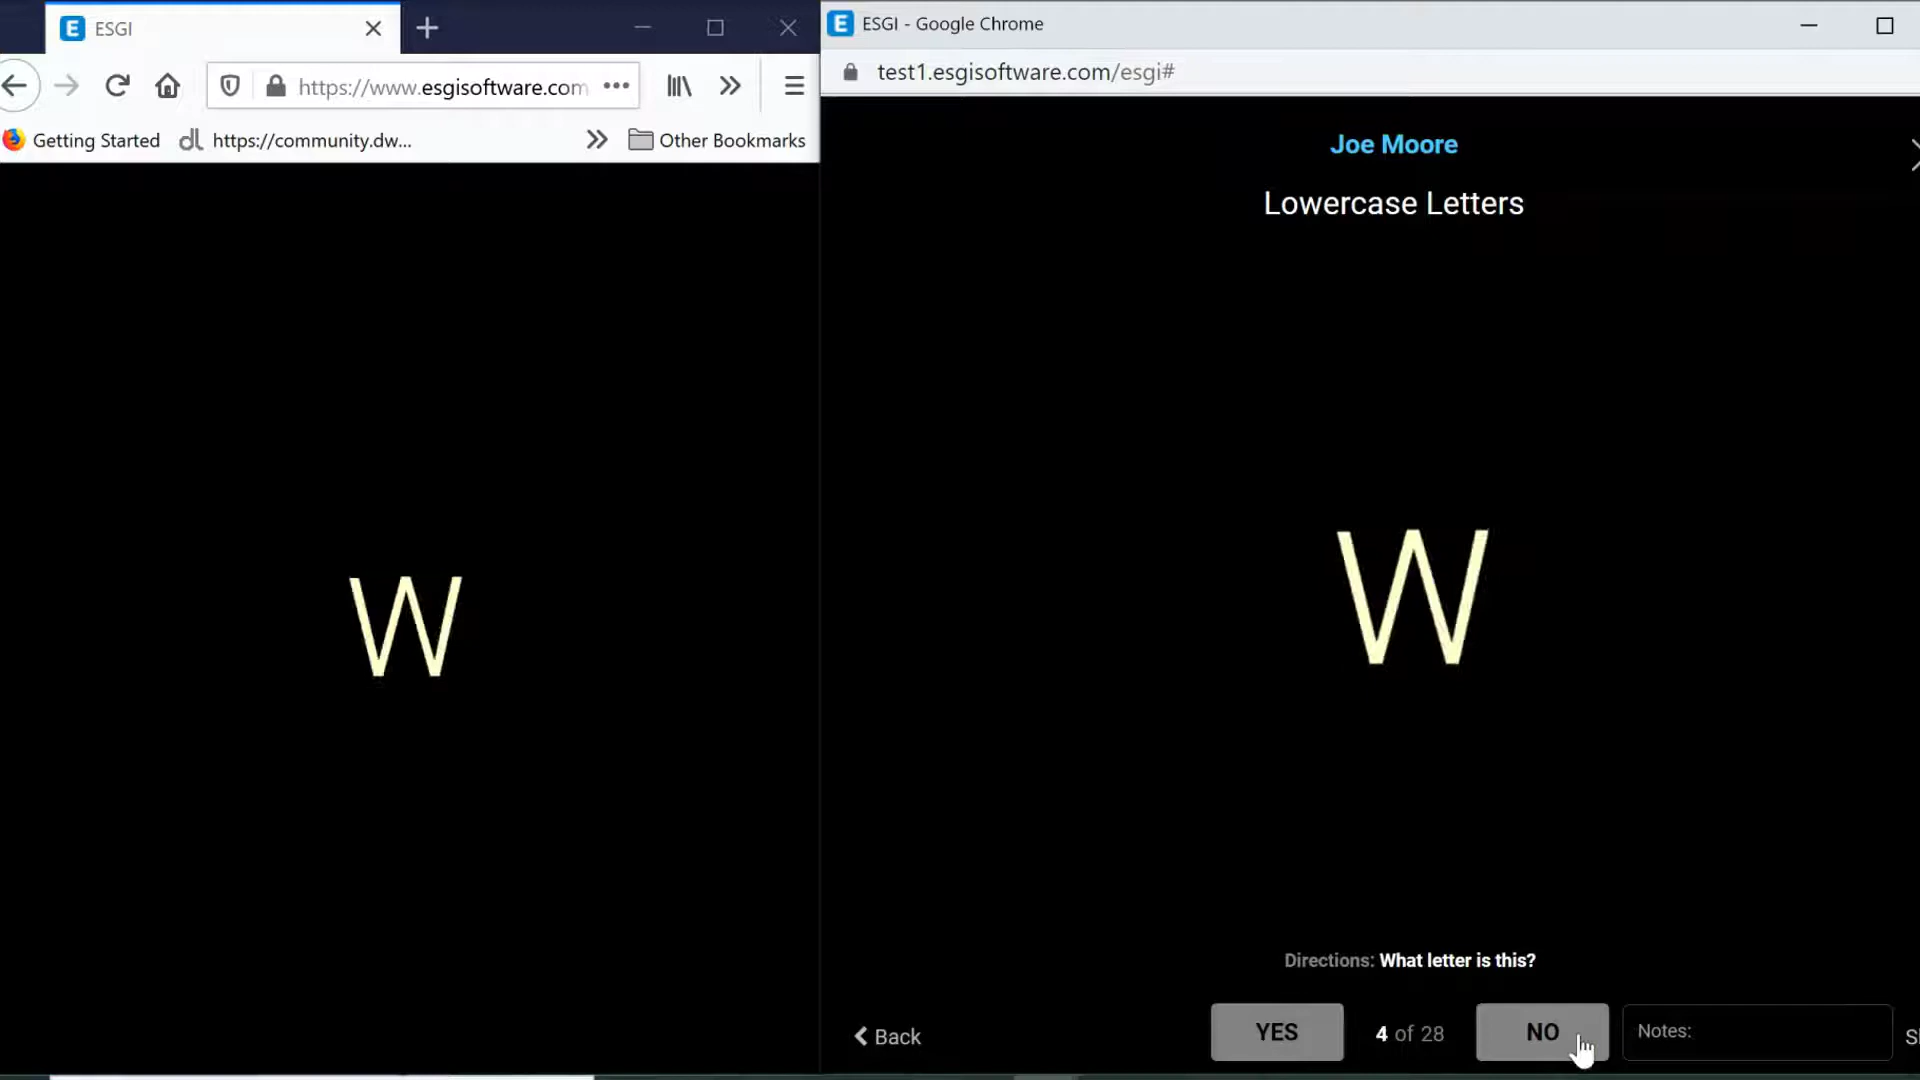 ESGI
https://www.esgisoftware.com
Getting Started
https://community.dw...
Other Bookmarks
W
ESGI - Google Chrome
test1.esgisoftware.com/esgi#
Joe Moore
Lowercase Letters
W
Directions: What letter is this?
Back
YES
4 of 28
NO
Notes: